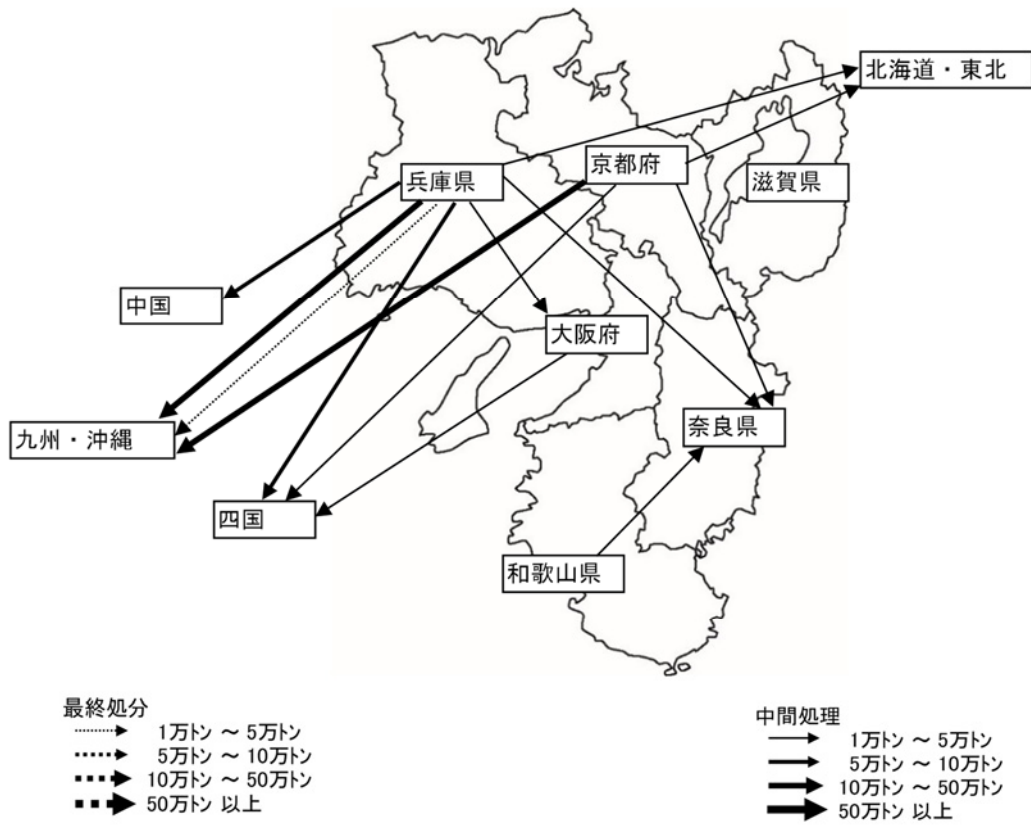 北海道・東北
京都府
兵庫県
滋賀県
中国
大阪府
九州・沖縄
奈良県
四国
和歌山県
最終処分
1万トン ～ 5万トン
5万トン ～ 10万トン
10万トン ～ 50万トン
50万トン 以上
中間処理
1万トン ～ 5万トン
5万トン ～ 10万トン
10万トン ～ 50万トン
50万トン 以上